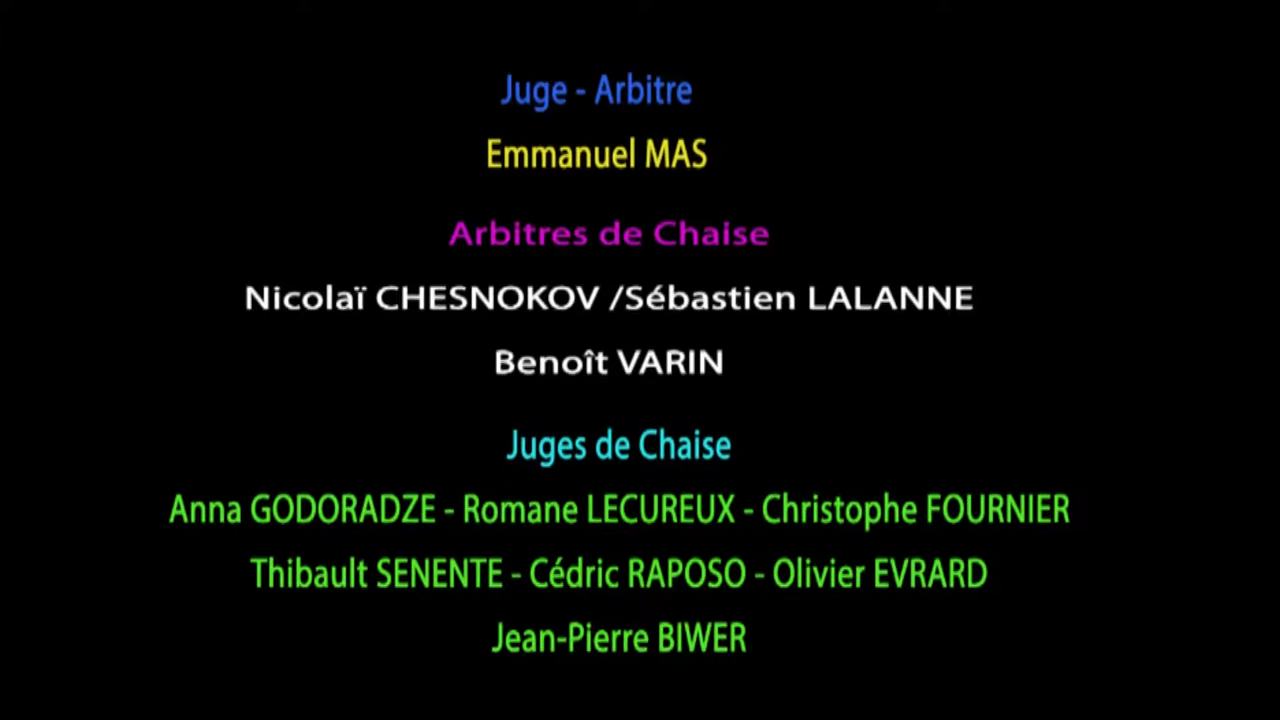 Juge - Arbitre
Emmanuel MAS
Arbitres de Chaise
Nicolaï CHESNOKOV /Sébastien LALANNE
Benoît VARIN
Juges de Chaise
Anna GODORADZE - Romane LECUREUX - Christophe FOURNIER
Thibault SENENTE - Cédric RAPOSO - Olivier EVRARD
Jean-Pierre BIWER